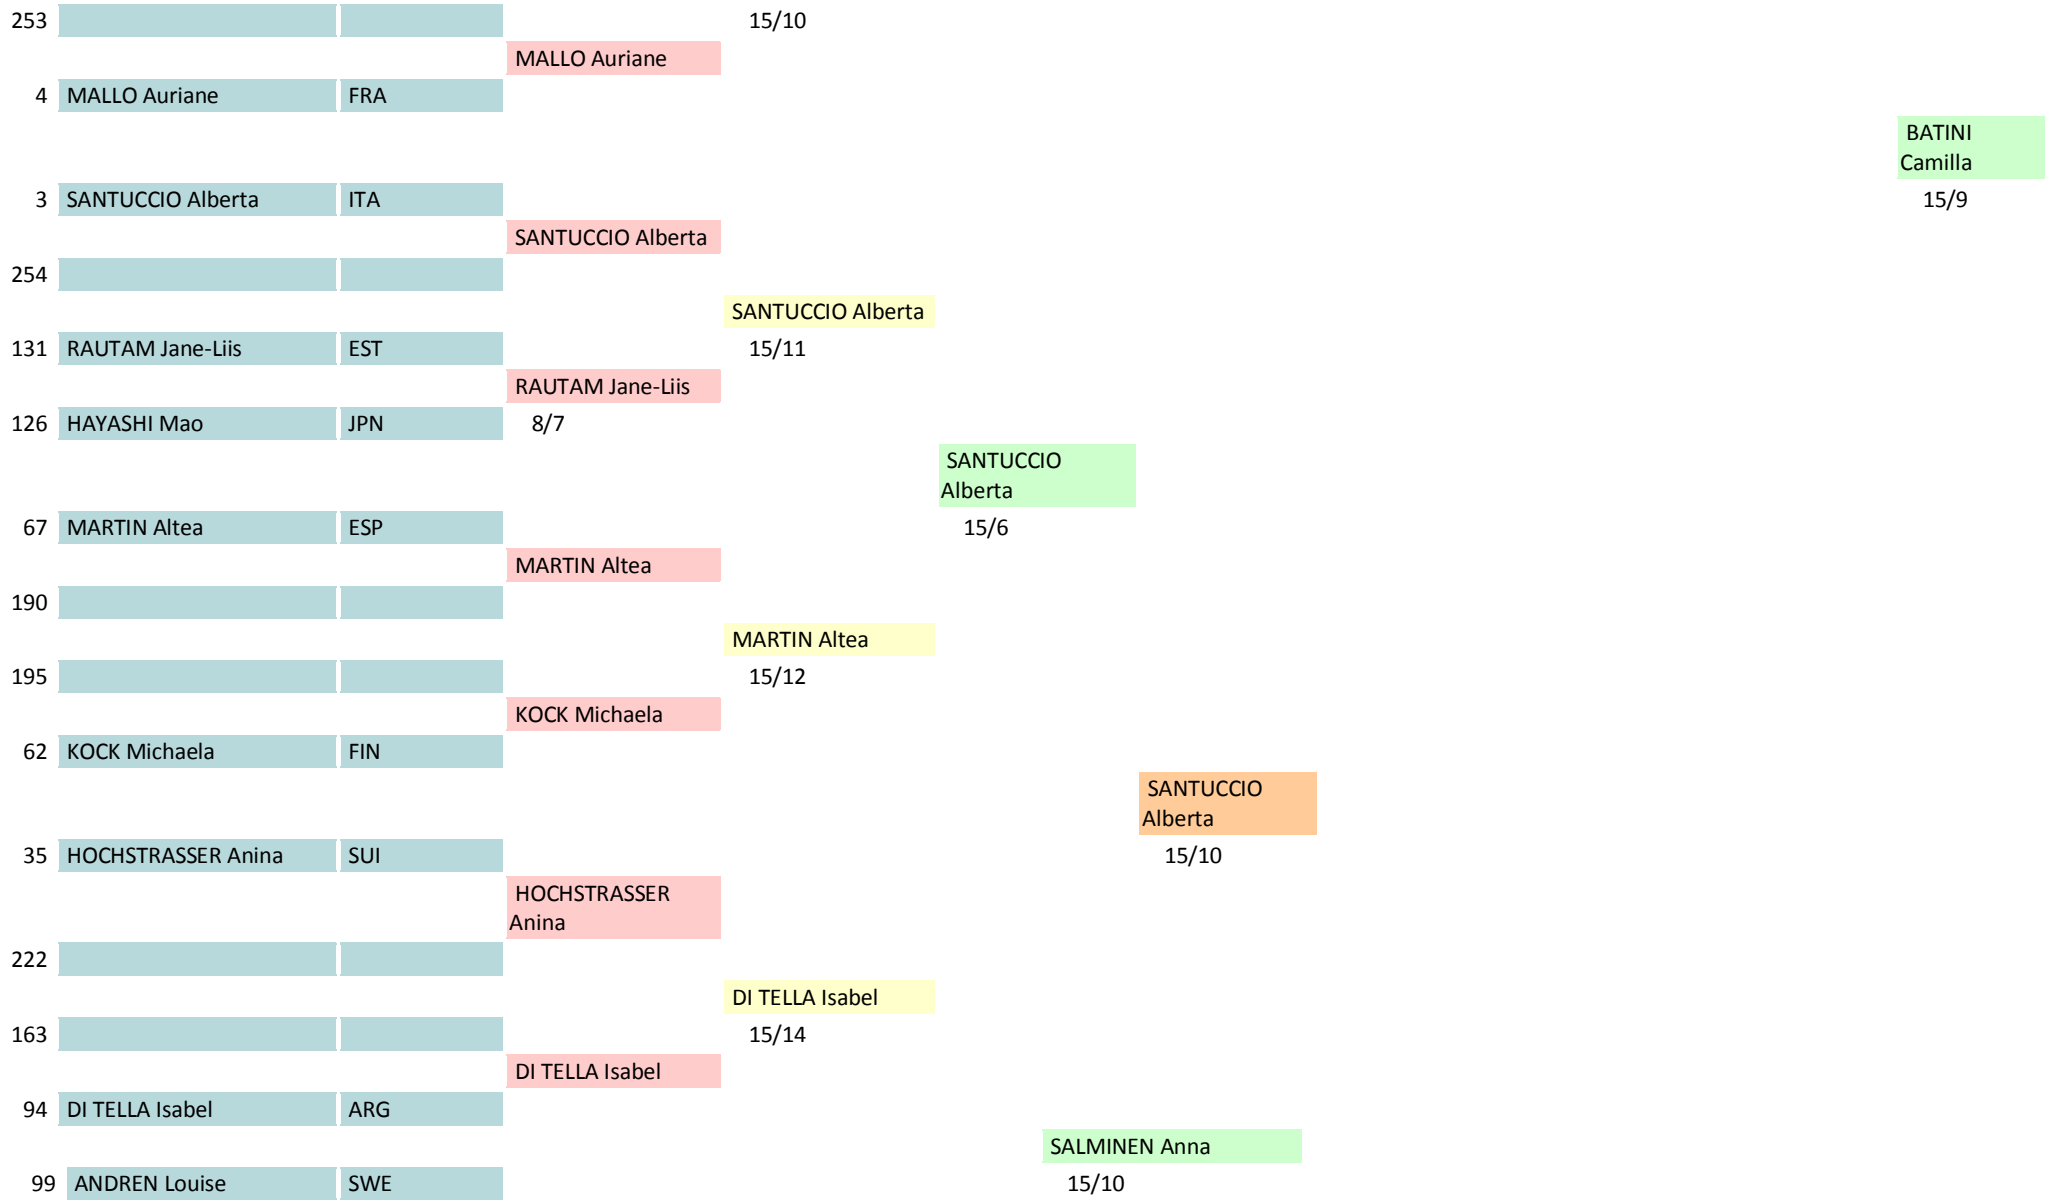 253 15/10
MALLO Auriane
4 MALLO Auriane FRA
BATINI
Camilla
3 SANTUCCIO Alberta ITA 15/9
SANTUCCIO Alberta
254
SANTUCCIO Alberta
131 RAUTAM Jane-Liis EST 15/11
RAUTAM Jane-Liis
126 HAYASHI Mao JPN 8/7
SANTUCCIO
Alberta
67 MARTIN Altea ESP 15/6
MARTIN Altea
190
MARTIN Altea
195 15/12
KOCK Michaela
62 KOCK Michaela FIN
SANTUCCIO
Alberta
35 HOCHSTRASSER Anina SUI 15/10
HOCHSTRASSER
Anina
222
DI TELLA Isabel
163 15/14
DI TELLA Isabel
94 DI TELLA Isabel ARG
SALMINEN Anna
99 ANDREN Louise SWE 15/10